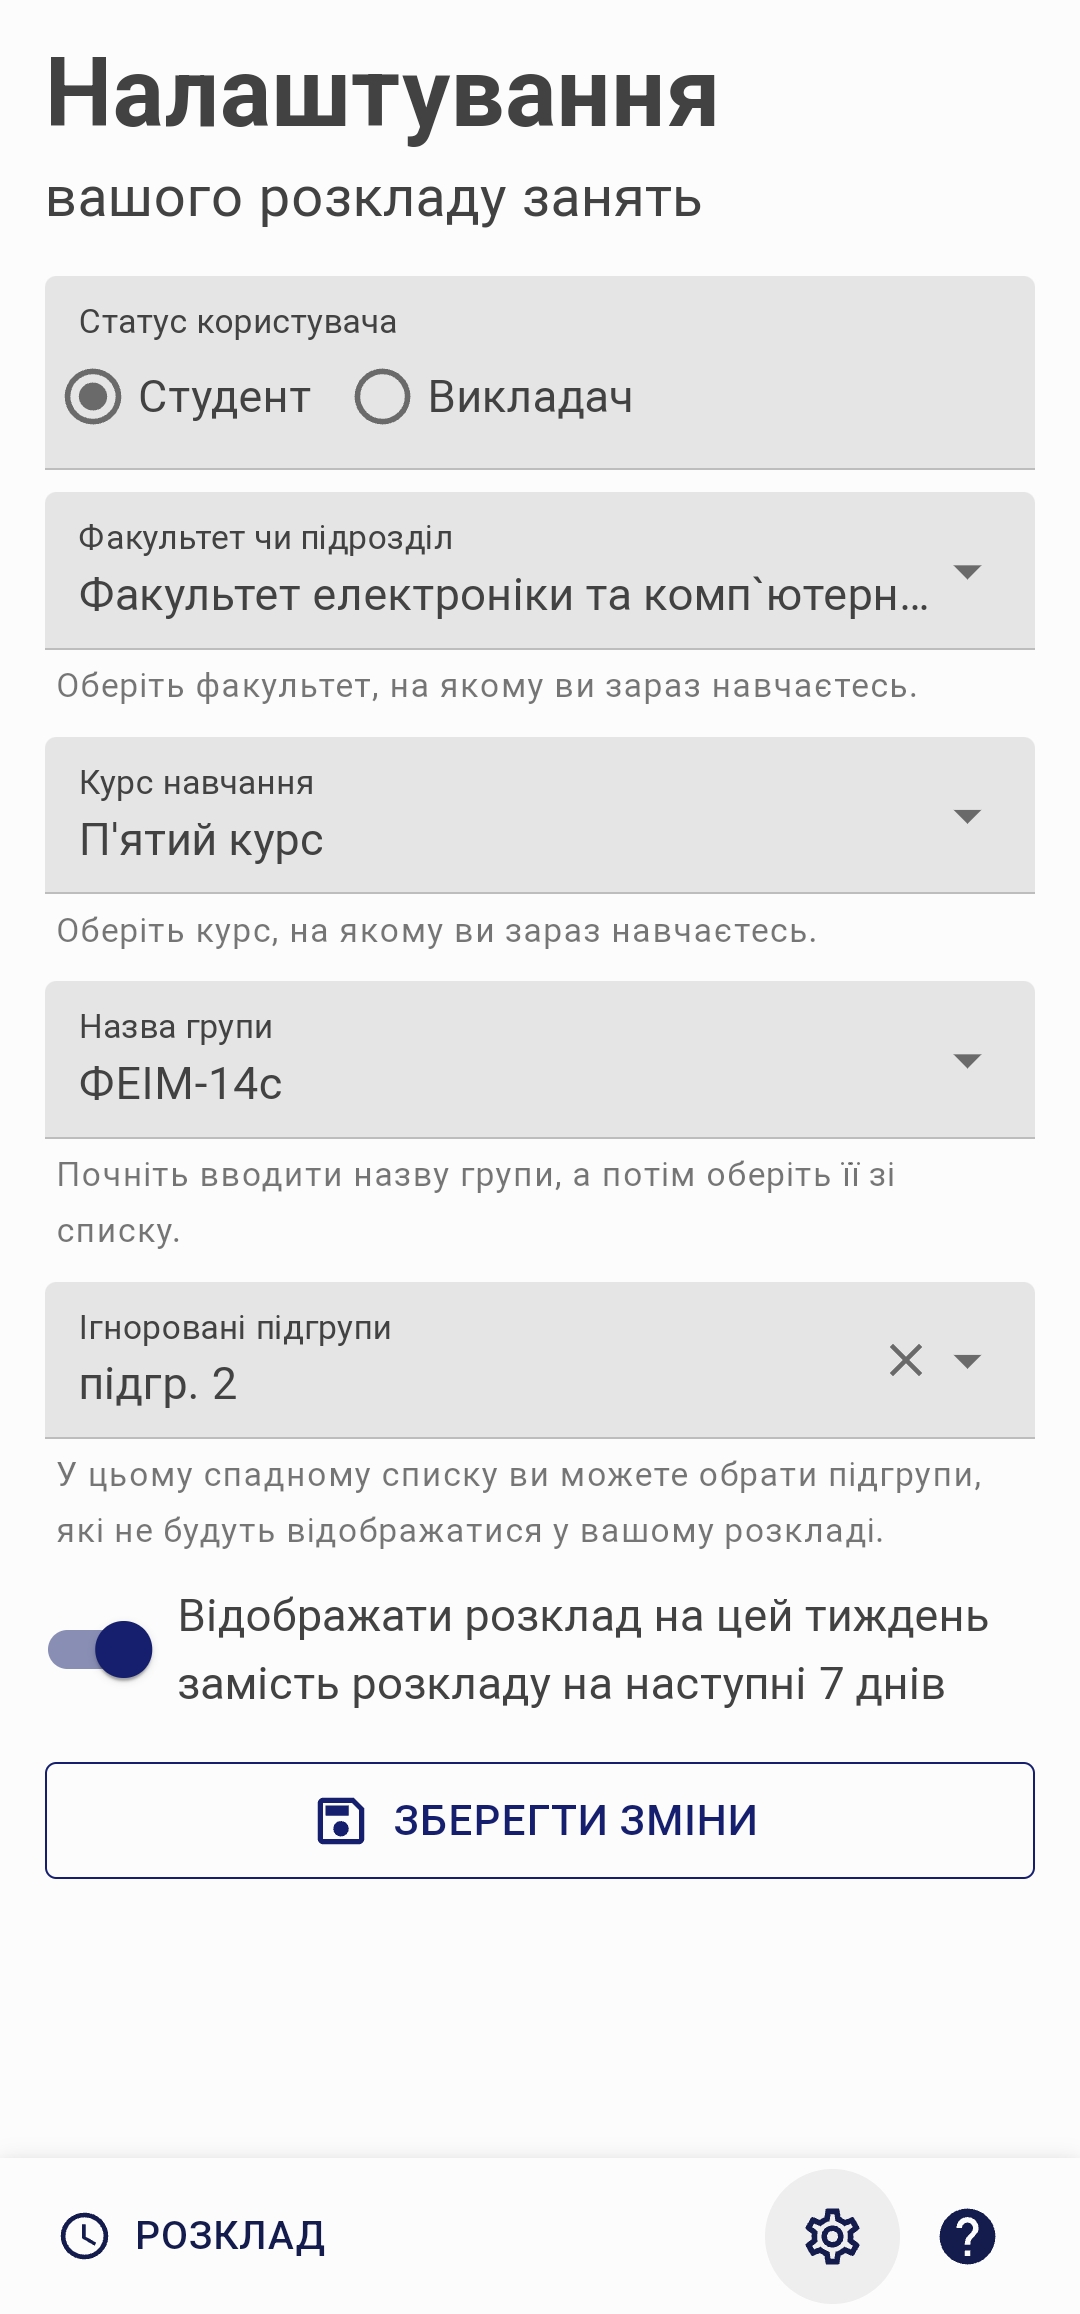 Налаштування
вашого розкладу занять
Статус користувача
Студент Викладач
Факультет чи підрозділ
Факультет електроніки та комп`ютерн...
Оберіть факультет, на якому ви зараз навчаєтесь.
Курс навчання
П'ятий курс
Оберіть курс, на якому ви зараз навчаєтесь.
Назва групи
ФЕІМ-14с
Почніть вводити назву групи, а потім оберіть її зі
списку.
Ігноровані підгрупи
підгр. 2
У цьому спадному списку ви можете обрати підгрупи,
які не будуть відображатися у вашому розкладі.
Відображати розклад на цей тиждень
замість розкладу на наступні 7 днів
ЗБЕРЕГТИ ЗМІНИ
РОЗКЛАД